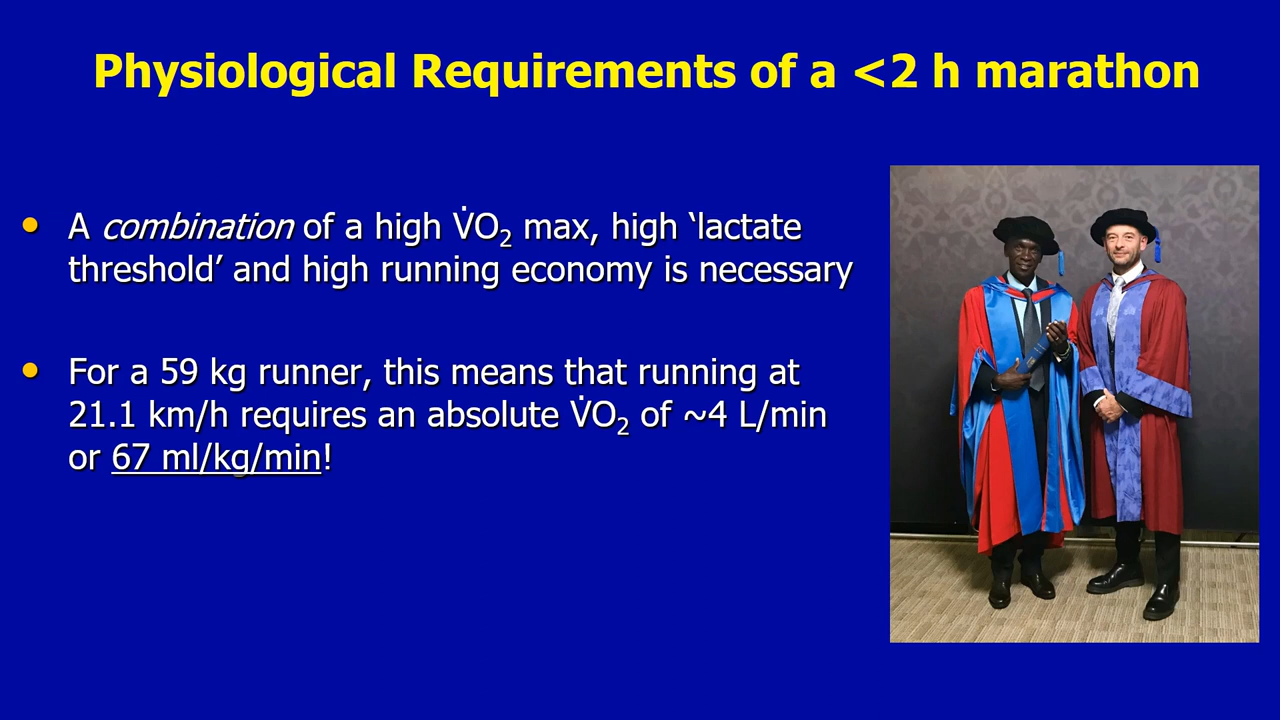 Physiological Requirements of a <2 h marathon
• A combination of a high V̇O₂ max, high ‘lactate
threshold’ and high running economy is necessary
• For a 59 kg runner, this means that running at
21.1 km/h requires an absolute V̇O₂ of ~4 L/min
or 67 ml/kg/min!